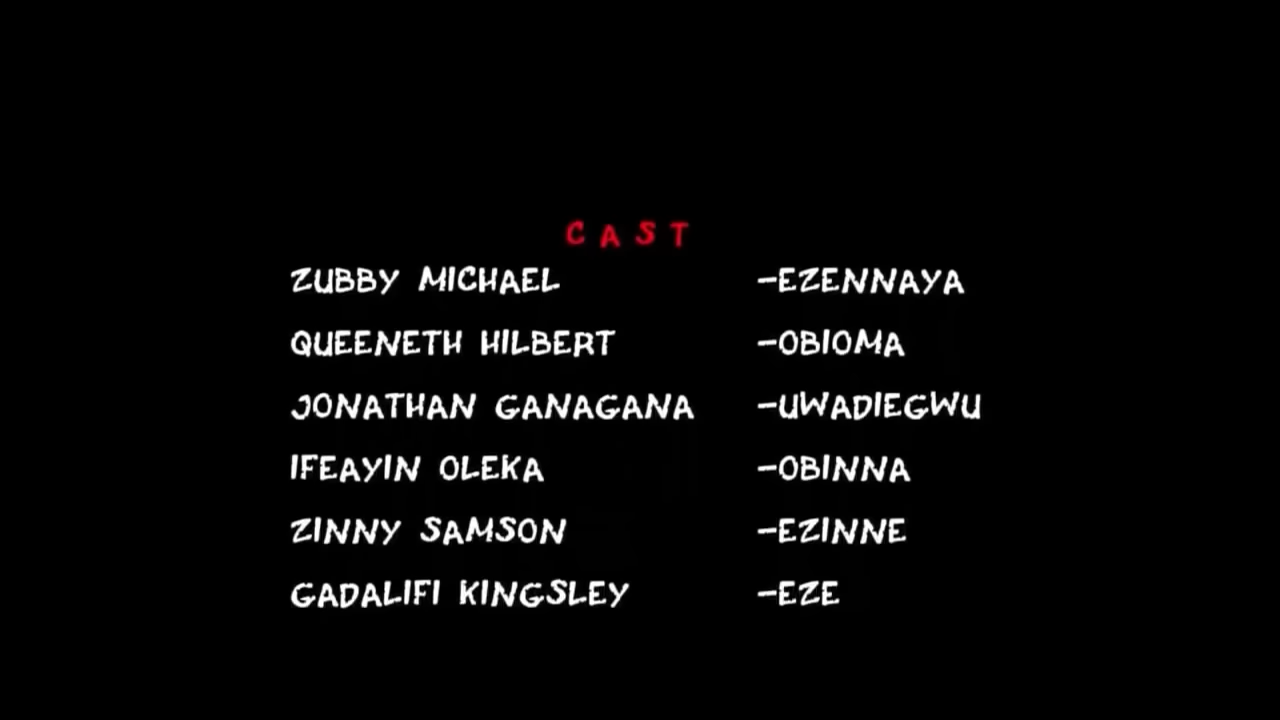 CAST
ZUBBY MICHAEL -EZENNAYA
QUEENETH HILBERT -OBIOMA
JONATHAN GANAGANA -UWADIEGWU
IFEAYIN OLEKA -OBINNA
ZINNY SAMSON -EZINNE
GADALIFI KINGSLEY -EZE